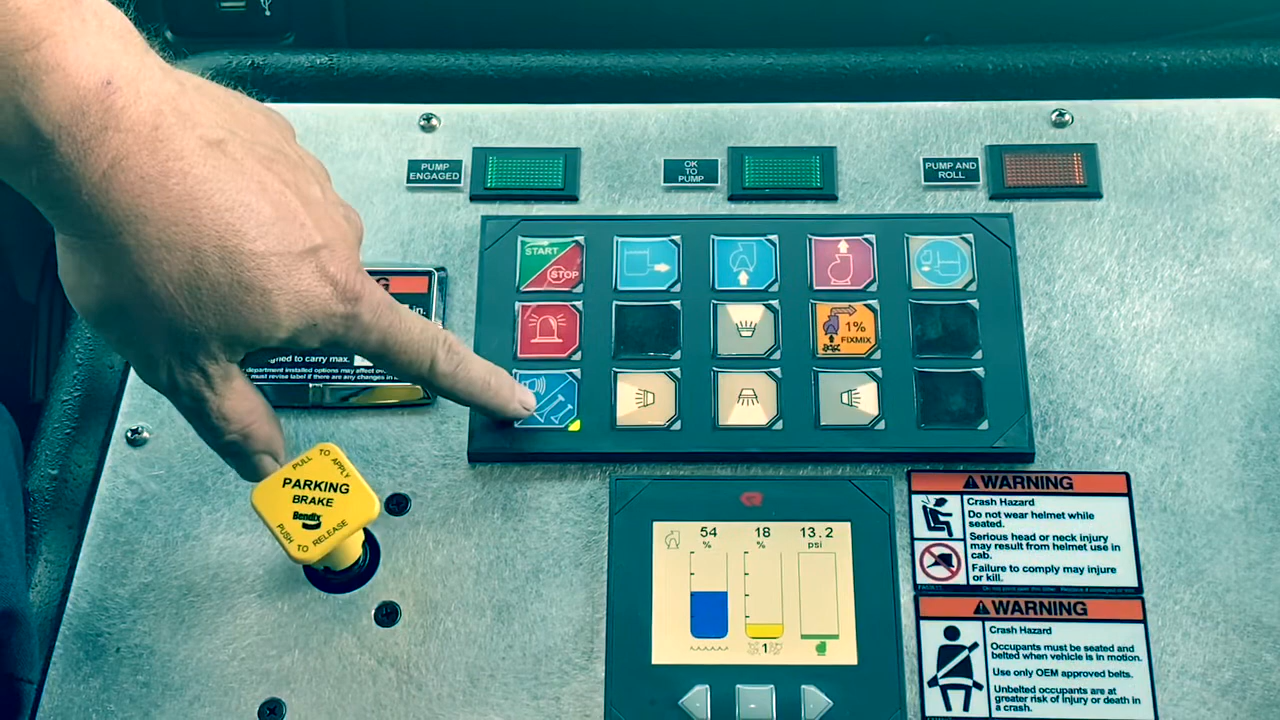 PUMP
ENGAGED
OK
TO
PUMP
PUMP AND
ROLL
START
STOP
1%
FIXMIX
in.
to carry max.
department installed options may affect
must revise label if there are any changes in
PULL TO APPLY
PARKING
BRAKE
Bendix
PUSH TO RELEASE
54
%
18
%
13.2
psi
1
WARNING
Crash Hazard
Do not wear helmet while
seated.
Serious head or neck injury
may result from helmet use in
cab.
Failure to comply may injure
or kill.
WARNING
Crash Hazard
Occupants must be seated and
belted when vehicle is in motion.
Use only OEM approved belts.
Unbelted occupants are at
greater risk of injury or death in
a crash.